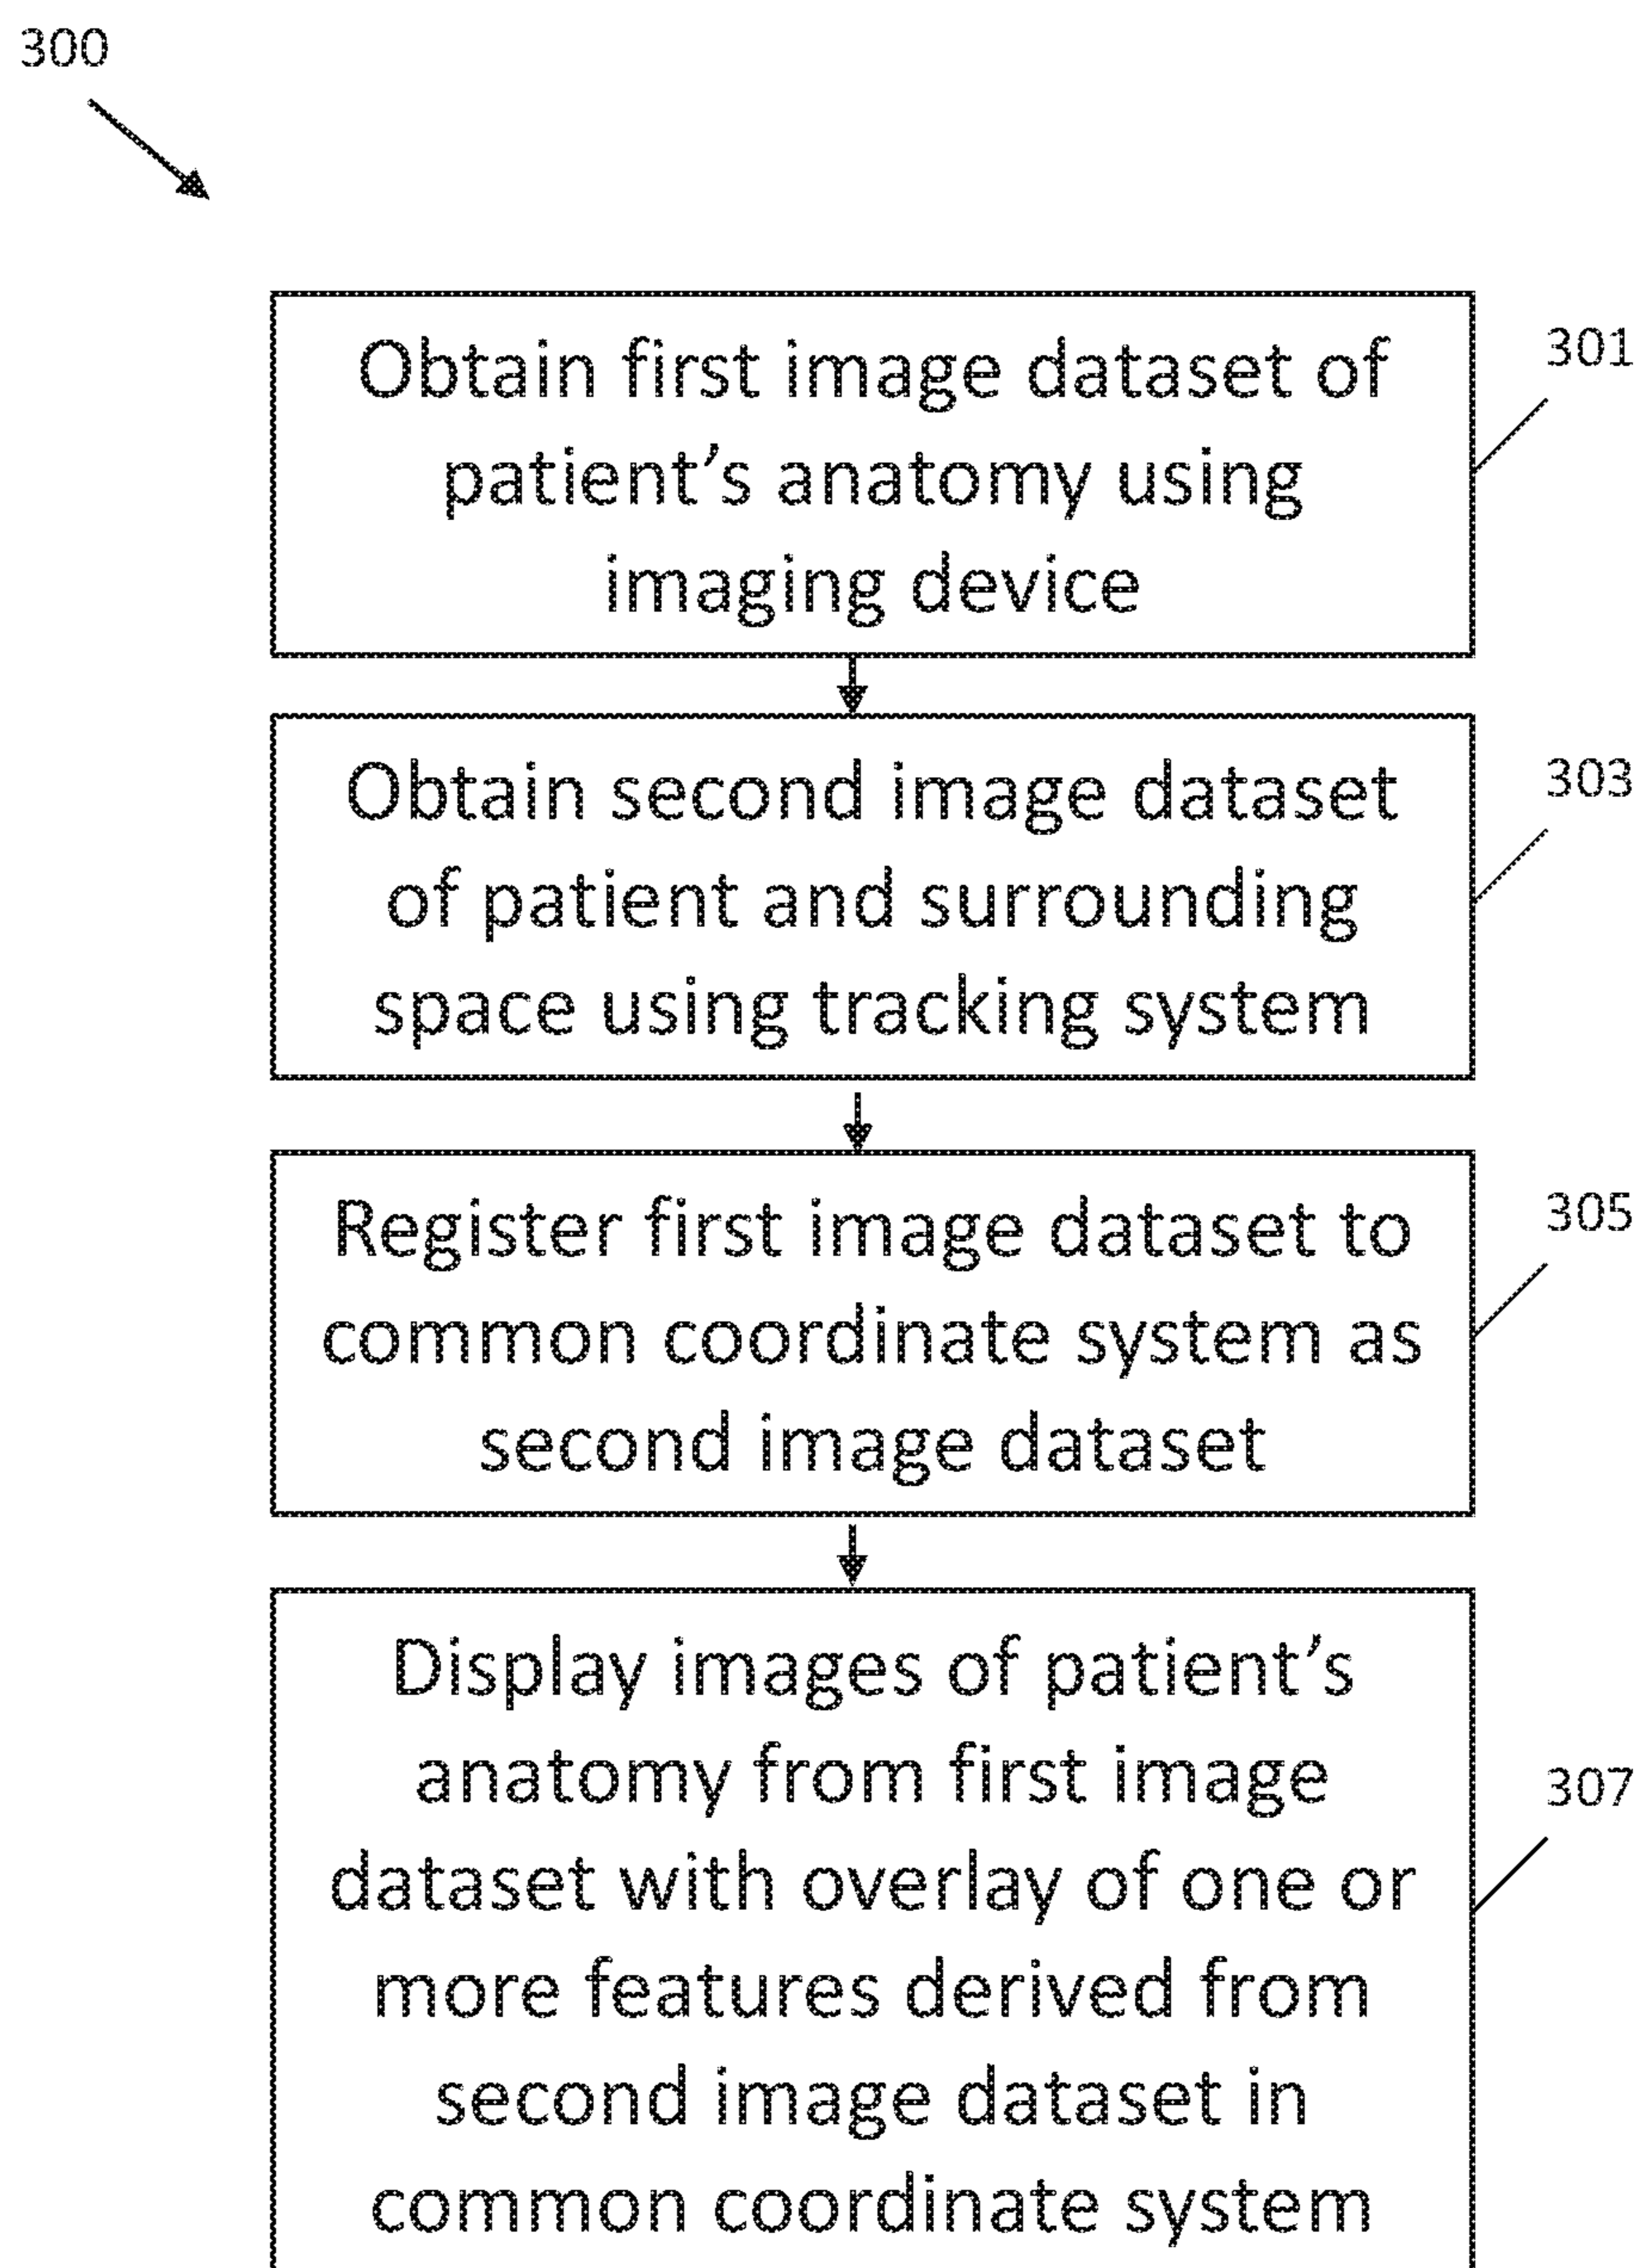 300
Obtain first image dataset of
patient’s anatomy using
imaging device
301
Obtain second image dataset
of patient and surrounding
space using tracking system
303
Register first image dataset to
common coordinate system as
second image dataset
305
Display images of patient’s
anatomy from first image
dataset with overlay of one or
more features derived from
second image dataset in
common coordinate system
307